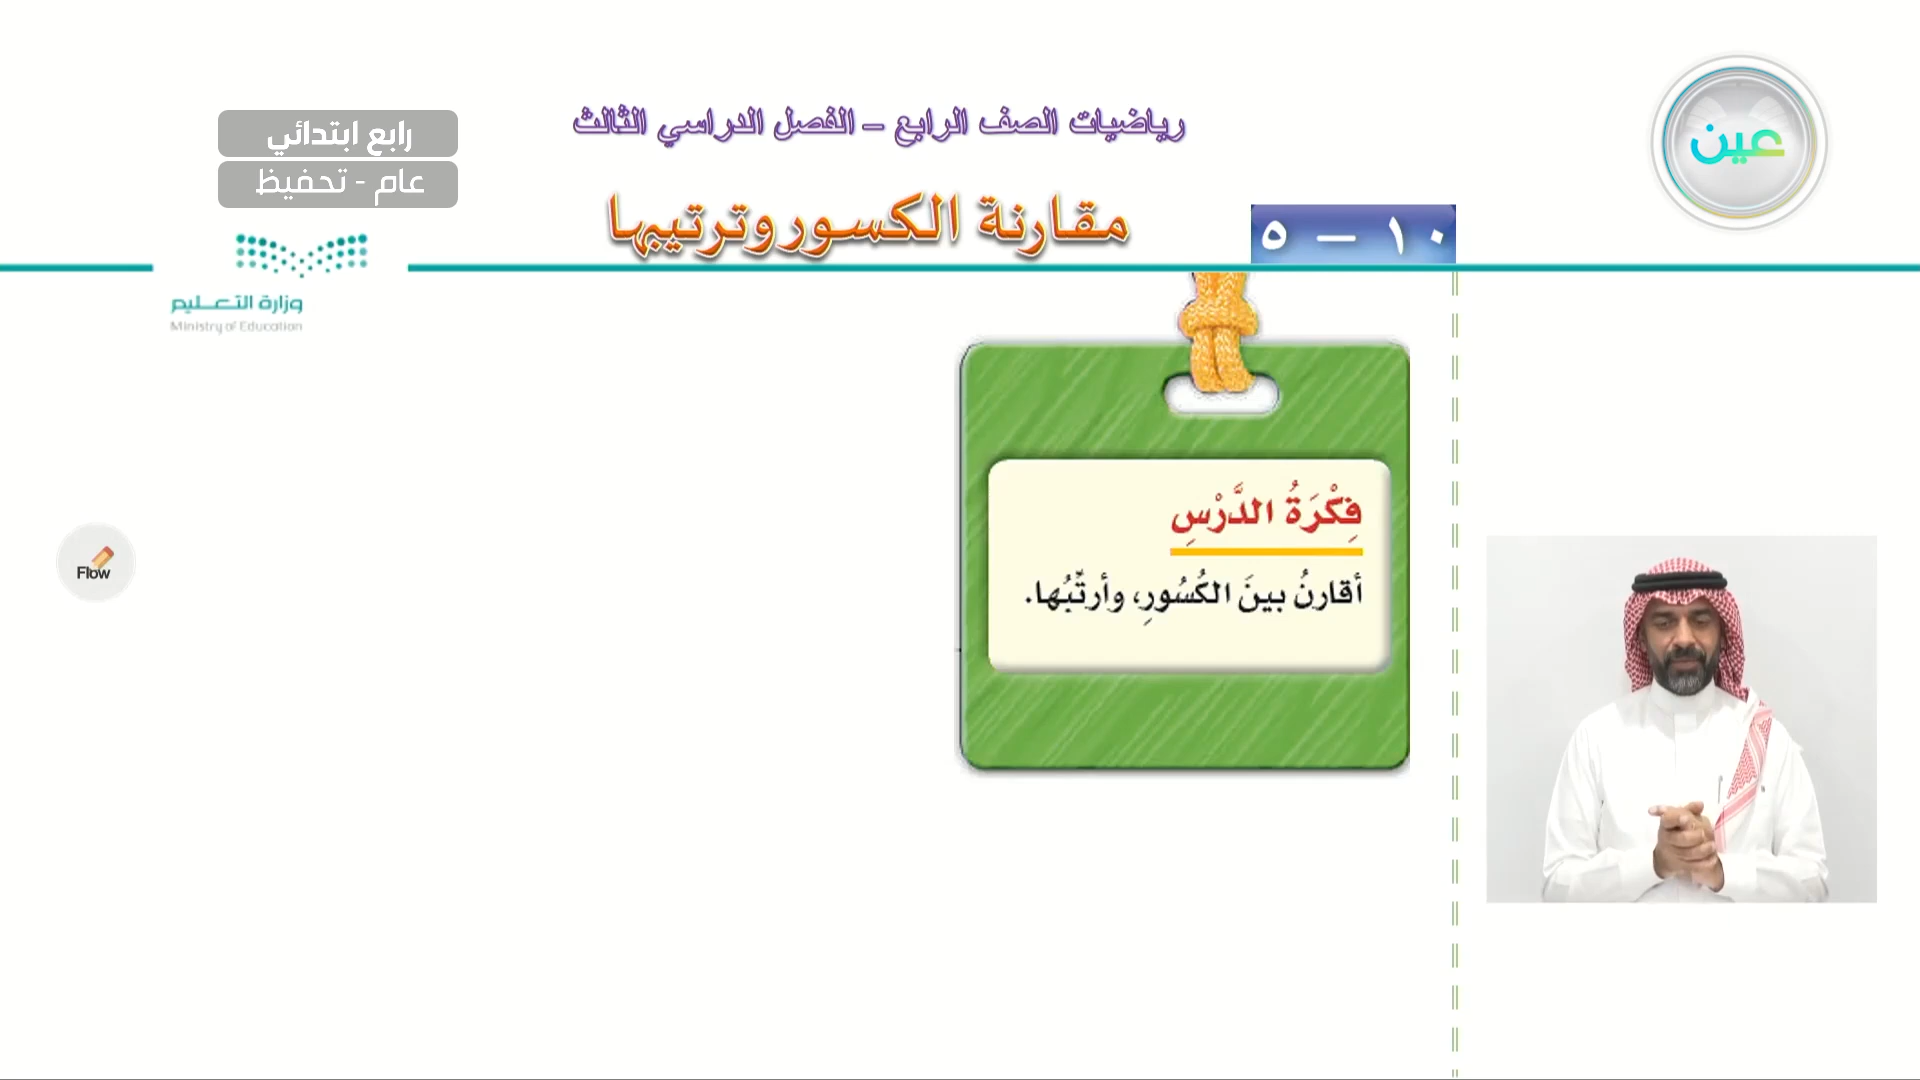 عين
رياضيات الصف الرابع – الفصل الدراسي الثالث
رابع ابتدائي
عام - تحفيظ
١٠ – ٥
مقارنة الكسور وترتيبها
وزارة التعليم
Ministry of Education
فِكْرَةُ الدَّرْسِ
أقارنُ بينَ الكُسُورِ، وأرتِّبُها.
Flow